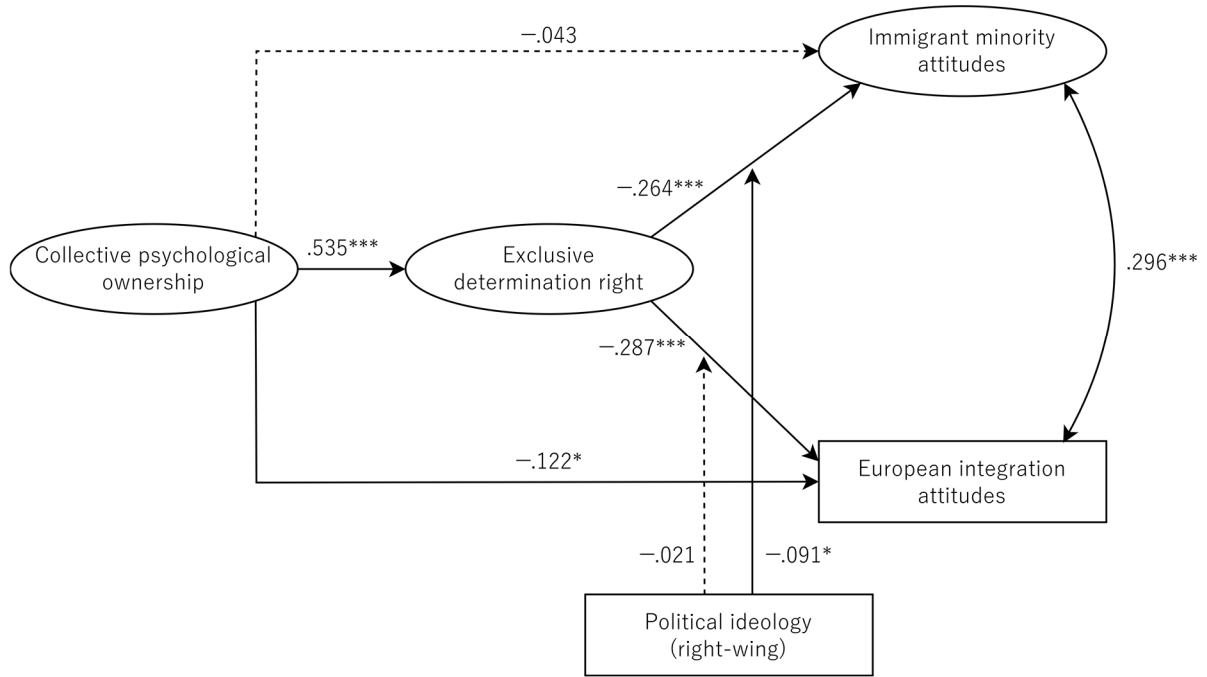 −.043
Immigrant minority
attitudes
−.264***
Collective psychological
ownership
.535***
Exclusive
determination right
.296***
−.287***
−.122*
European integration
attitudes
−.021
−.091*
Political ideology
(right-wing)